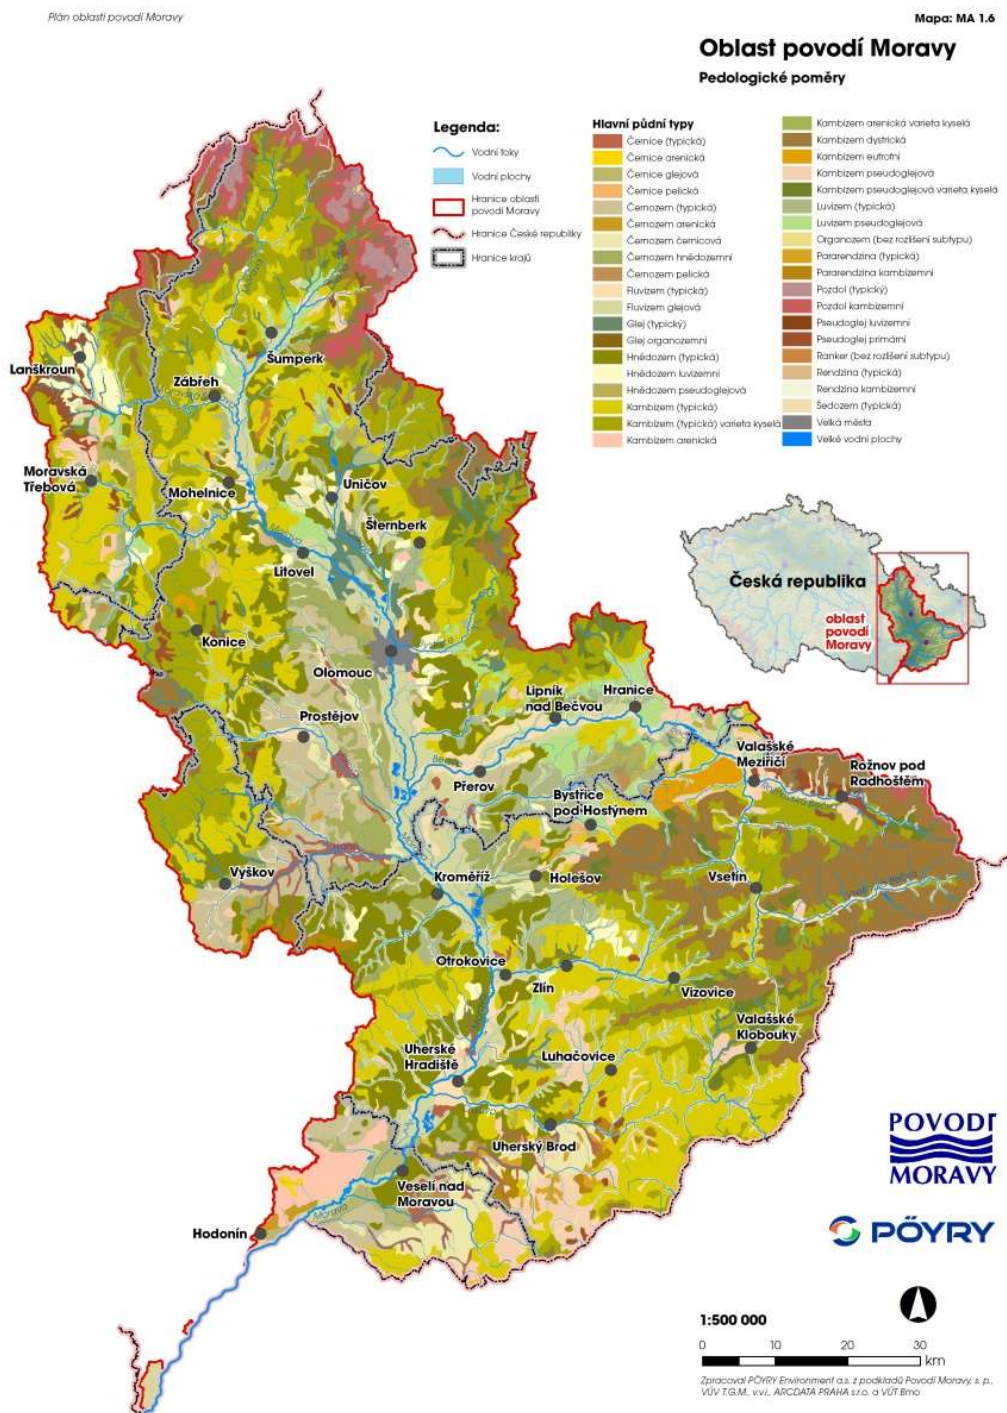 Plán oblasti povodí Moravy
Mapa: MA 1.6
Oblast povodí Moravy
Pedologické poměry
Legenda:
Vodní toky
Vodní plochy
Hranice oblasti
povodí Moravy
Hranice České republiky
Hranice krajů
Hlavní půdní typy
Černice (typická)
Černice arenická
Černice glejová
Černice pelická
Černozem (typická)
Černozem arenická
Černozem černicová
Černozem hnědozemní
Černozem pelická
Fluvizem (typická)
Fluvizem glejová
Glej (typický)
Glej organozemní
Hnědozem (typická)
Hnědozem luvizemní
Hnědozem pseudoglejová
Kambizem (typická)
Kambizem (typická) varieta kyselá
Kambizem arenická
Kambizem arenická varieta kyselá
Kambizem dystrická
Kambizem eutrofní
Kambizem pseudoglejová
Kambizem pseudoglejová varieta kyselá
Luvizem (typická)
Luvizem pseudoglejová
Organozem (bez rozlišení subtypu)
Pararendzina (typická)
Pararendzina kambizemní
Pozdol (typický)
Pozdol kambizemní
Pseudoglej luvizemní
Pseudoglej primární
Ranker (bez rozlišení subtypu)
Rendzina (typická)
Rendzina kambizemní
Šedozem (typická)
Velká města
Velké vodní plochy
Lanškroun
Šumperk
Zábřeh
Moravská
Třebová
Mohelnice
Uničov
Šternberk
Morava
Litovel
Česká republika
oblast
povodí
Moravy
Konice
Bystřice
Olomouc
Lipník
nad Bečvou
Hranice
Prostějov
Bečva
Přerov
Valašské
Meziříčí
Rožnov pod
Radhoštěm
Bystřice
pod Hostýnem
Haná
Vyškov
Kroměříž
Holešov
Vsetín
Vsetínská Bečva
Otrokovice
Zlín
Vizovice
Valašské
Klobouky
Uherské
Hradiště
Luhačovice
Uherský Brod
Veselí nad
Moravou
Morava
Hodonín
POVODÍ
MORAVY
PÖYRY
1:500 000
0 10 20 30
km
Zpracoval PÖYRY Environment a.s. z podkladů Povodí Moravy, s. p.,
VÚV T.G.M., v.v.i., ARCDATA PRAHA s.r.o. a VÚT Brno